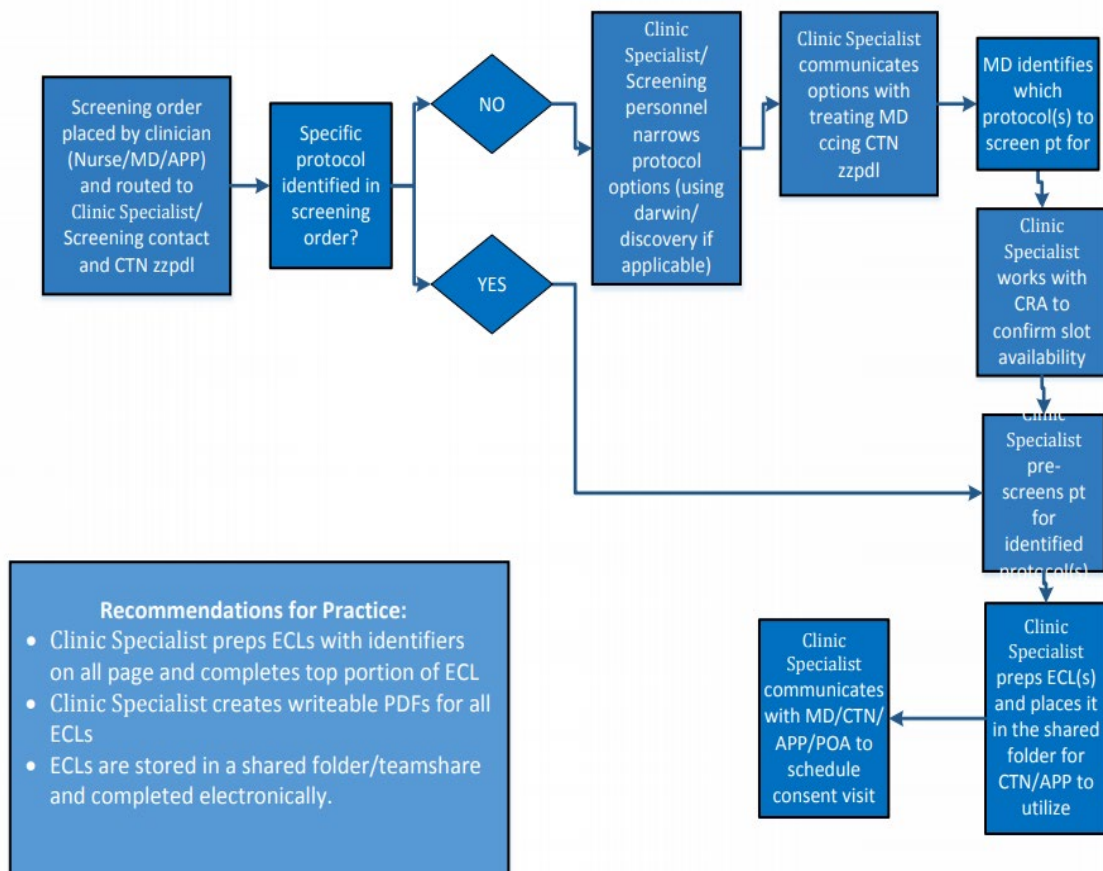 Screening order
placed by clinician
(Nurse/MD/APP)
and routed to
Clinic Specialist/
Screening contact
and CTN zzpdl
Specific
protocol
identified in
screening
order?
NO
YES
Clinic
Specialist/
Screening
personnel
narrows
protocol
options (using
darwin/
discovery if
applicable)
Clinic Specialist
communicates
options with
treating MD
ccing CTN
zzpdl
MD identifies
which
protocol(s) to
screen pt for
Clinic
Specialist
works with
CRA to
confirm slot
availability
Clinic
Specialist
pre-
screens pt
for
identified
protocol(s)
Clinic
Specialist
preps ECL(s)
and places it
in the shared
folder for
CTN/APP to
utilize
Clinic
Specialist
communicates
with MD/CTN/
APP/POA to
schedule
consent visit
Recommendations for Practice:
• Clinic Specialist preps ECLs with identifiers
on all page and completes top portion of ECL
• Clinic Specialist creates writeable PDFs for all
ECLs
• ECLs are stored in a shared folder/teamshare
and completed electronically.